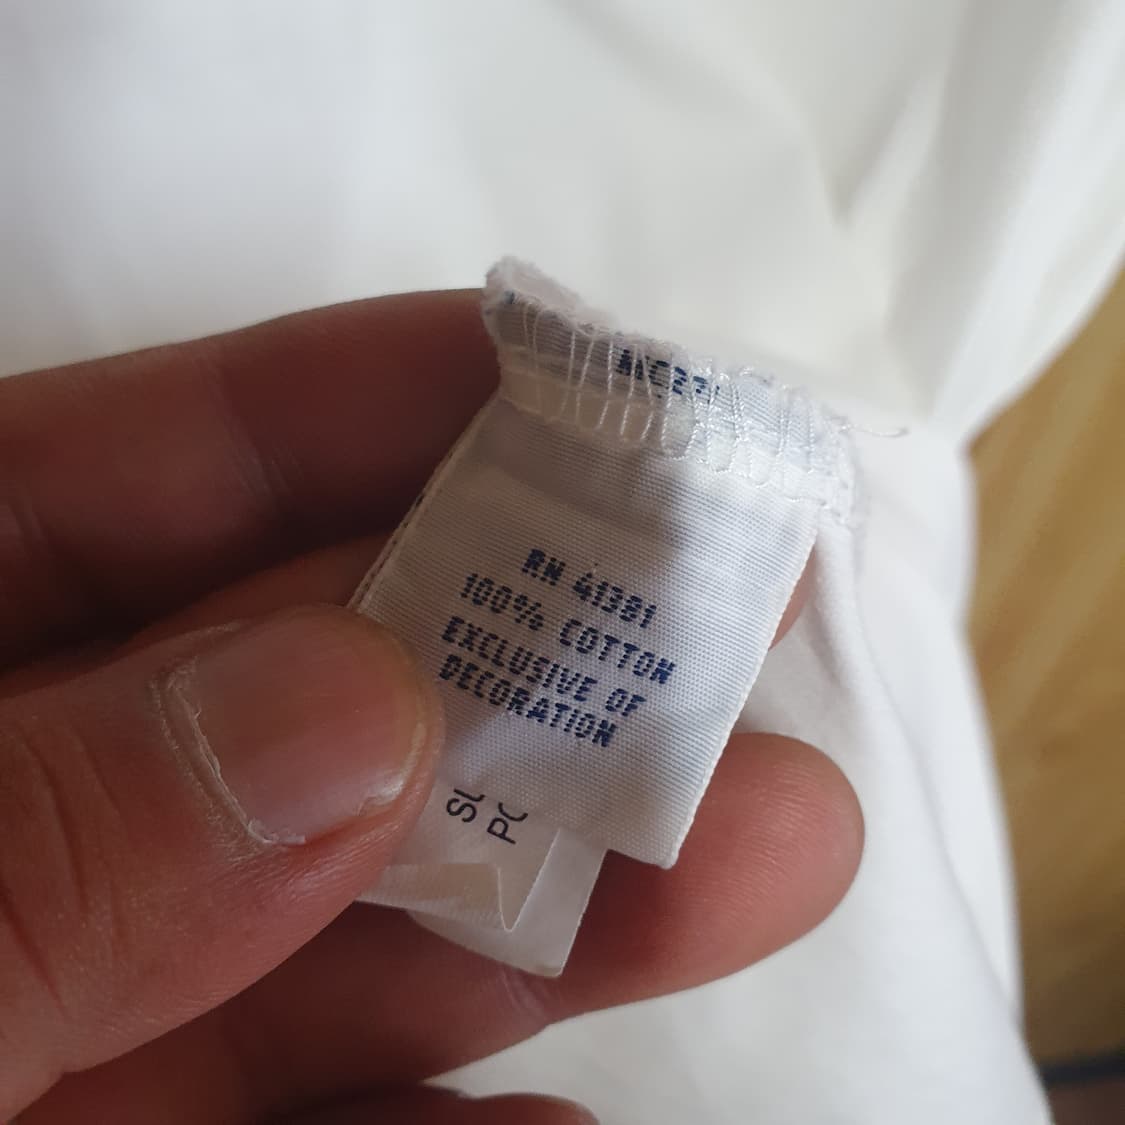 RN 41381
100% COTTON
EXCLUSIVE OF
DECORATION